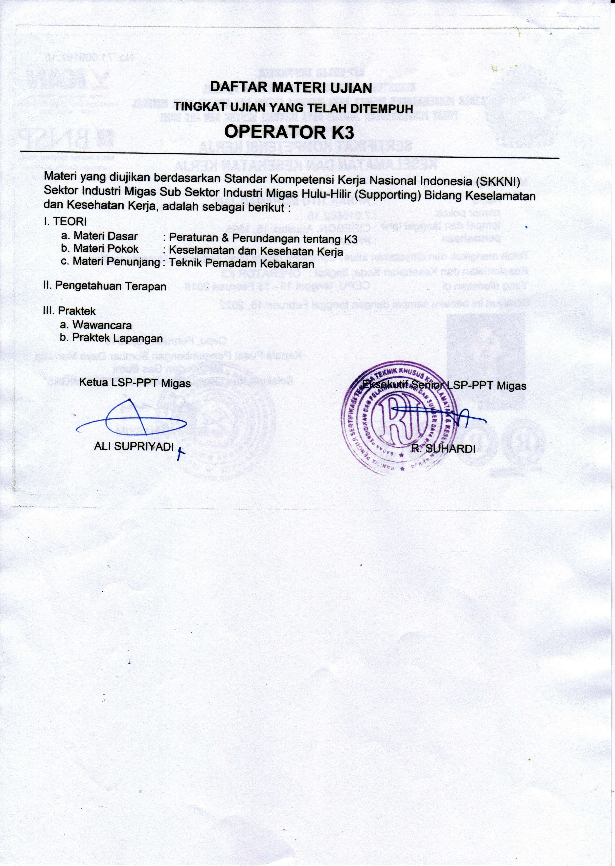 DAFTAR MATERI UJIAN
TINGKAT UJIAN YANG TELAH DITEMPUH
OPERATOR K3
Materi yang diujikan berdasarkan Standar Kompetensi Kerja Nasional Indonesia (SKKNI)
Sektor Industri Migas Sub Sektor Industri Migas Hulu-Hilir (Supporting) Bidang Keselamatan
dan Kesehatan Kerja, adalah sebagai berikut :
I. TEORI
a. Materi Dasar : Peraturan & Perundangan tentang K3
b. Materi Pokok : Keselamatan dan Kesehatan Kerja
c. Materi Penunjang : Teknik Pemadam Kebakaran
II. Pengetahuan Terapan
III. Praktek
a. Wawancara
b. Praktek Lapangan
Ketua LSP-PPT Migas
Eksekutif Senior LSP-PPT Migas
ALI SUPRIYADI
R. SUHARDI